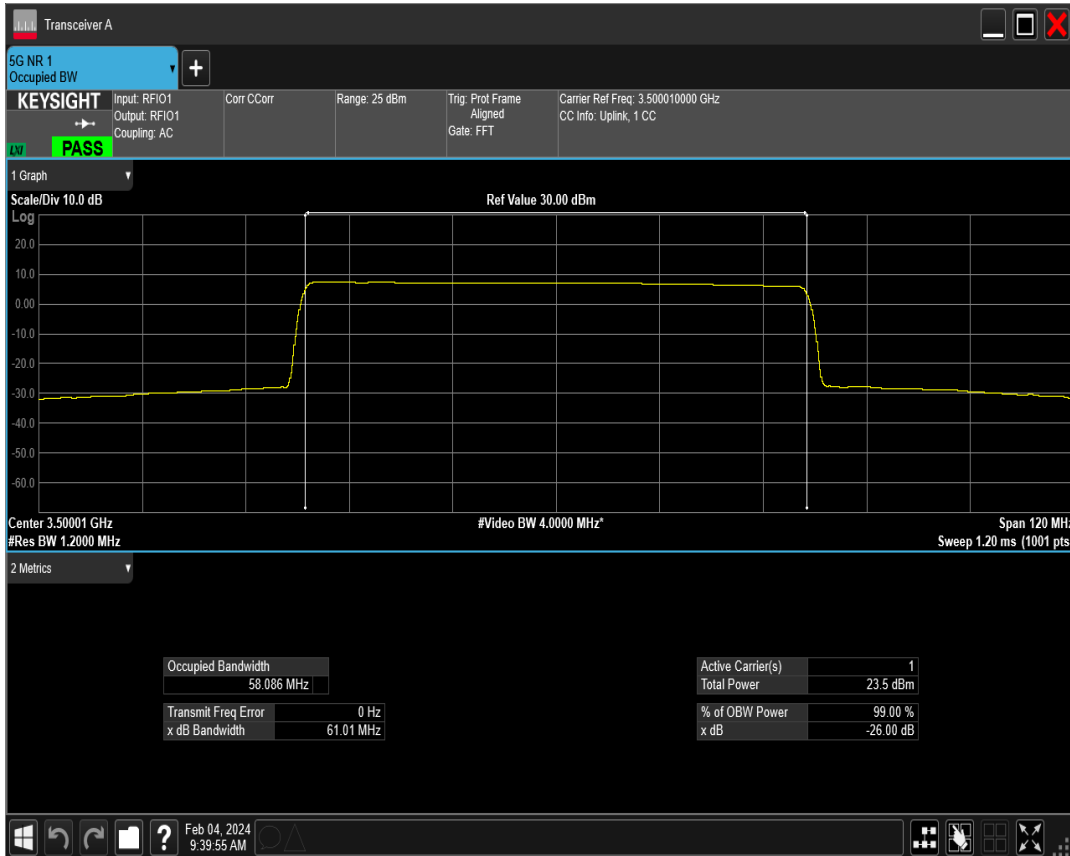 Transceiver A
5G NR 1
Occupied BW
+
KEYSIGHT
LXI
PASS
Input: RFIO1
Output: RFIO1
Coupling: AC
Corr CCorr
Range: 25 dBm
Trig: Prot Frame
Aligned
Gate: FFT
Carrier Ref Freq: 3.500010000 GHz
CC Info: Uplink, 1 CC
1 Graph
Scale/Div 10.0 dB
Ref Value 30.00 dBm
Log
20.0
10.0
0.00
-10.0
-20.0
-30.0
-40.0
-50.0
-60.0
Center 3.50001 GHz
#Video BW 4.0000 MHz*
Span 120 MHz
#Res BW 1.2000 MHz
Sweep 1.20 ms (1001 pts
2 Metrics
Occupied Bandwidth
58.086 MHz
Transmit Freq Error 0 Hz
x dB Bandwidth 61.01 MHz
Active Carrier(s) 1
Total Power 23.5 dBm
% of OBW Power 99.00 %
x dB -26.00 dB
?
Feb 04, 2024
9:39:55 AM